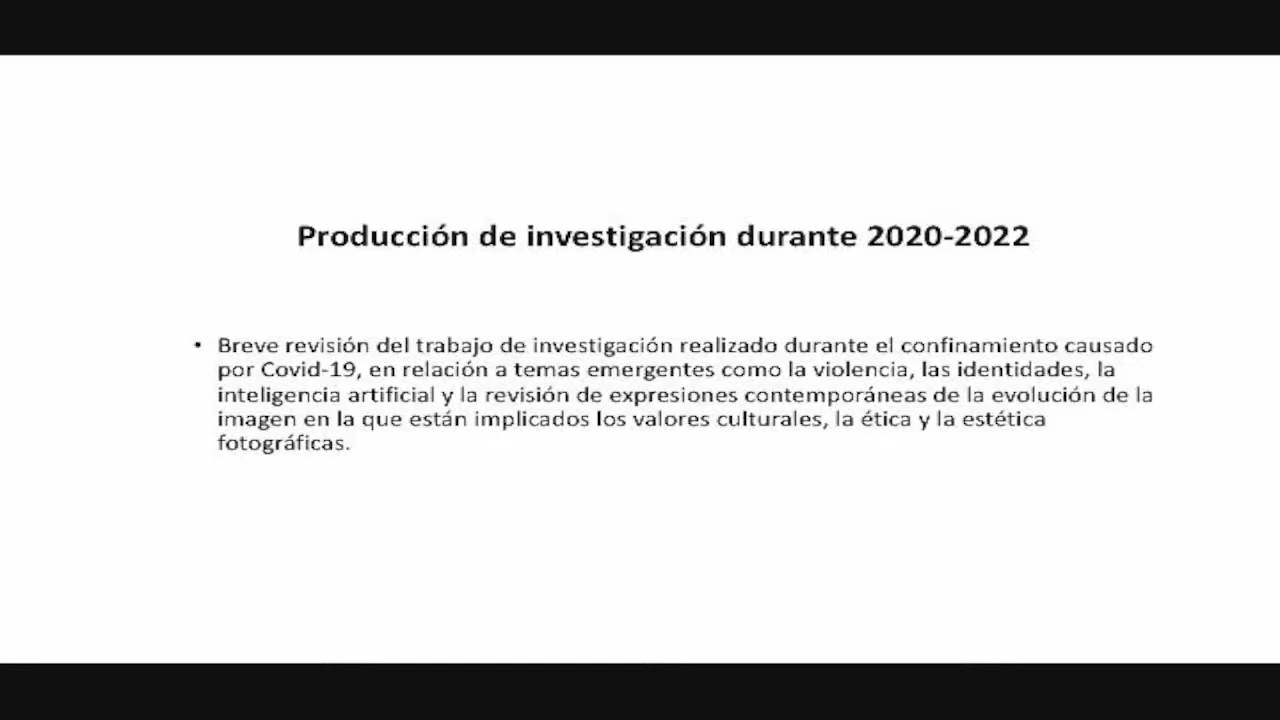 Producción de investigación durante 2020-2022
• Breve revisión del trabajo de investigación realizado durante el confinamiento causado
por Covid-19, en relación a temas emergentes como la violencia, las identidades, la
inteligencia artificial y la revisión de expresiones contemporáneas de la evolución de la
imagen en la que están implicados los valores culturales, la ética y la estética
fotográficas.